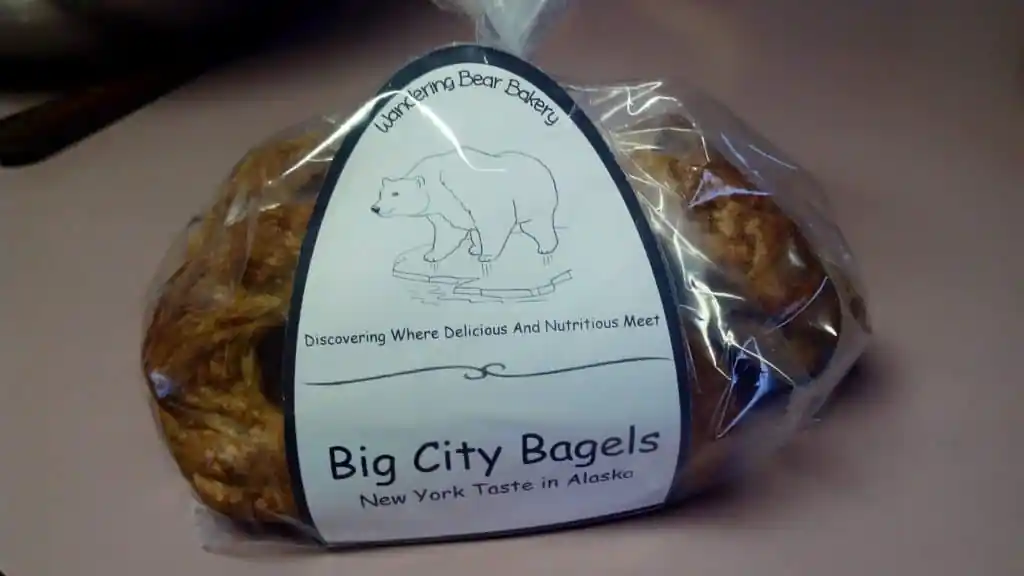 Wandering Bear Bakery
Discovering Where Delicious And Nutritious Meet
Big City Bagels
New York Taste in Alaska